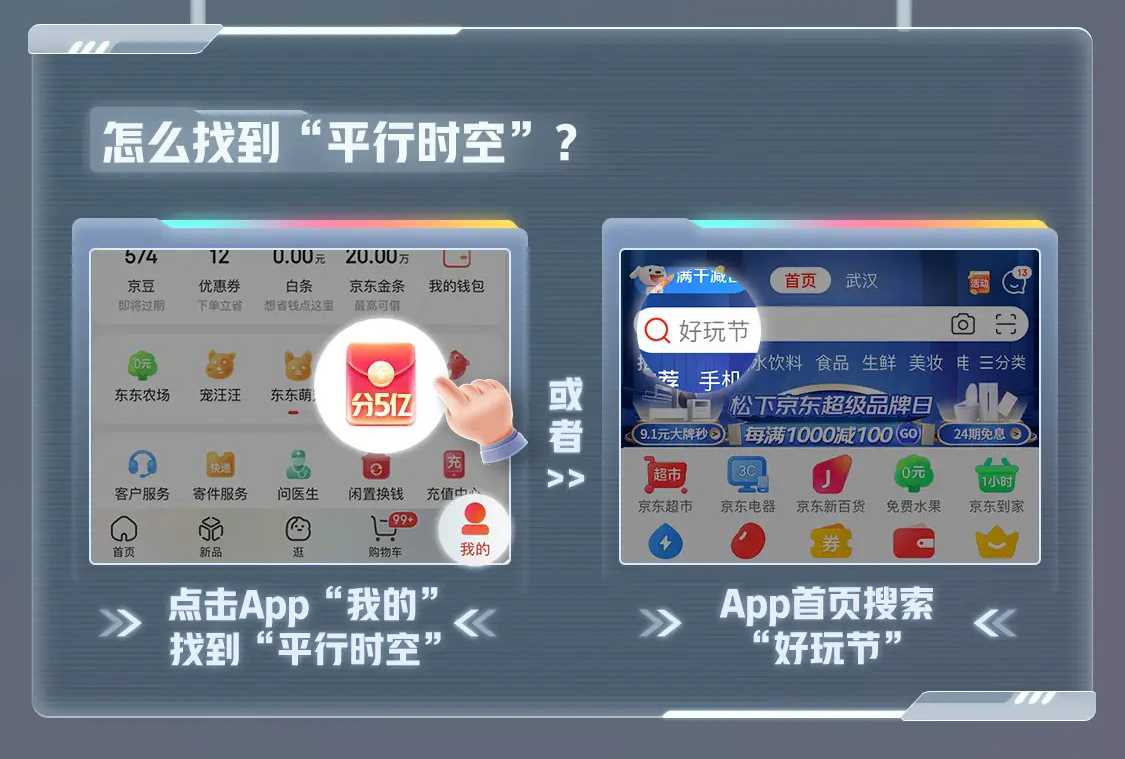 怎么找到“平行时空”？
574 12 0.00元 20.00万
京豆 优惠券 白条 京东金条 我的钱包
即将过期 下单立省 想省钱点这里 最高可借
0元
东东农场 宠汪汪 东东萌
分5亿
快递 充
客户服务 寄件服务 问医生 闲置换钱 充值中心
99+
首页 新品 逛 购物车 我的
点击App“我的”
找到“平行时空”
或者
>>
满千减 首页 武汉 活动 13
好玩节
荐 手机 水饮料 食品 生鲜 美妆 电 三分类
松下京东超级品牌日
9.1元大牌秒 每满1000减100 GO 24期免息
超市 3C J 0元 1小时
京东超市 京东电器 京东新百货 免费水果 京东到家
券
App首页搜索
“好玩节”